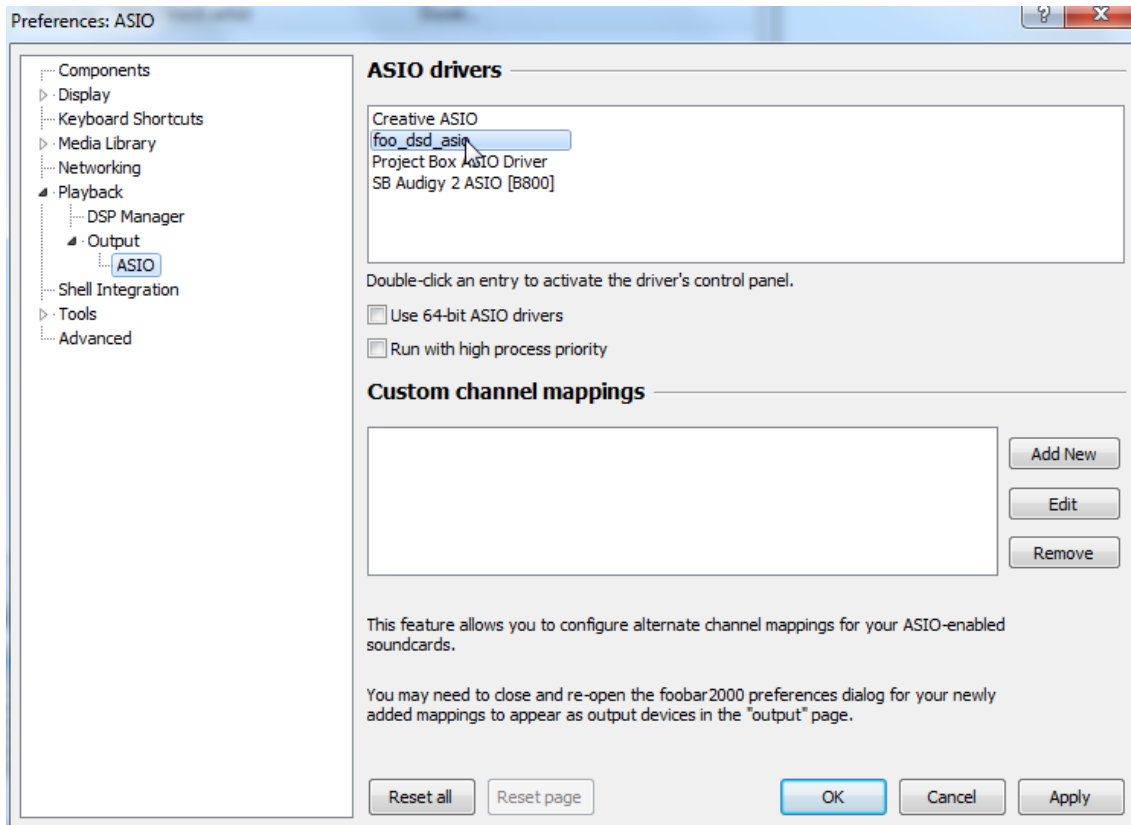 Preferences: ASIO
Components
Display
Keyboard Shortcuts
Media Library
Networking
Playback
DSP Manager
Output
ASIO
Shell Integration
Tools
Advanced
ASIO drivers
Creative ASIO
foo_dsd_asio
Project Box ASIO Driver
SB Audigy 2 ASIO [B800]
Double-click an entry to activate the driver's control panel.
Use 64-bit ASIO drivers
Run with high process priority
Custom channel mappings
Add New
Edit
Remove
This feature allows you to configure alternate channel mappings for your ASIO-enabled
soundcards.
You may need to close and re-open the foobar2000 preferences dialog for your newly
added mappings to appear as output devices in the "output" page.
Reset all
Reset page
OK
Cancel
Apply